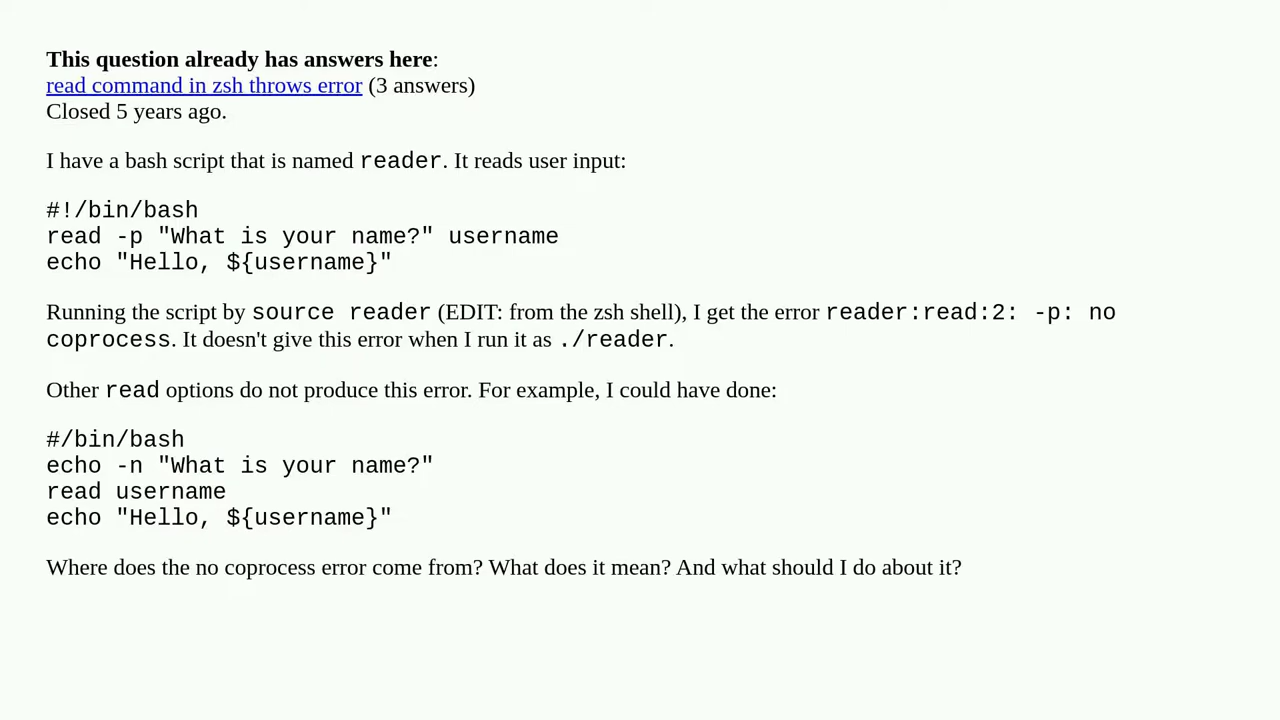 This question already has answers here:
read command in zsh throws error (3 answers)
Closed 5 years ago.
I have a bash script that is named reader. It reads user input:
#!/bin/bash
read -p "What is your name?" username
echo "Hello, ${username}"
Running the script by source reader (EDIT: from the zsh shell), I get the error reader:read:2: -p: no
coprocess. It doesn't give this error when I run it as ./reader.
Other read options do not produce this error. For example, I could have done:
#/bin/bash
echo -n "What is your name?"
read username
echo "Hello, ${username}"
Where does the no coprocess error come from? What does it mean? And what should I do about it?